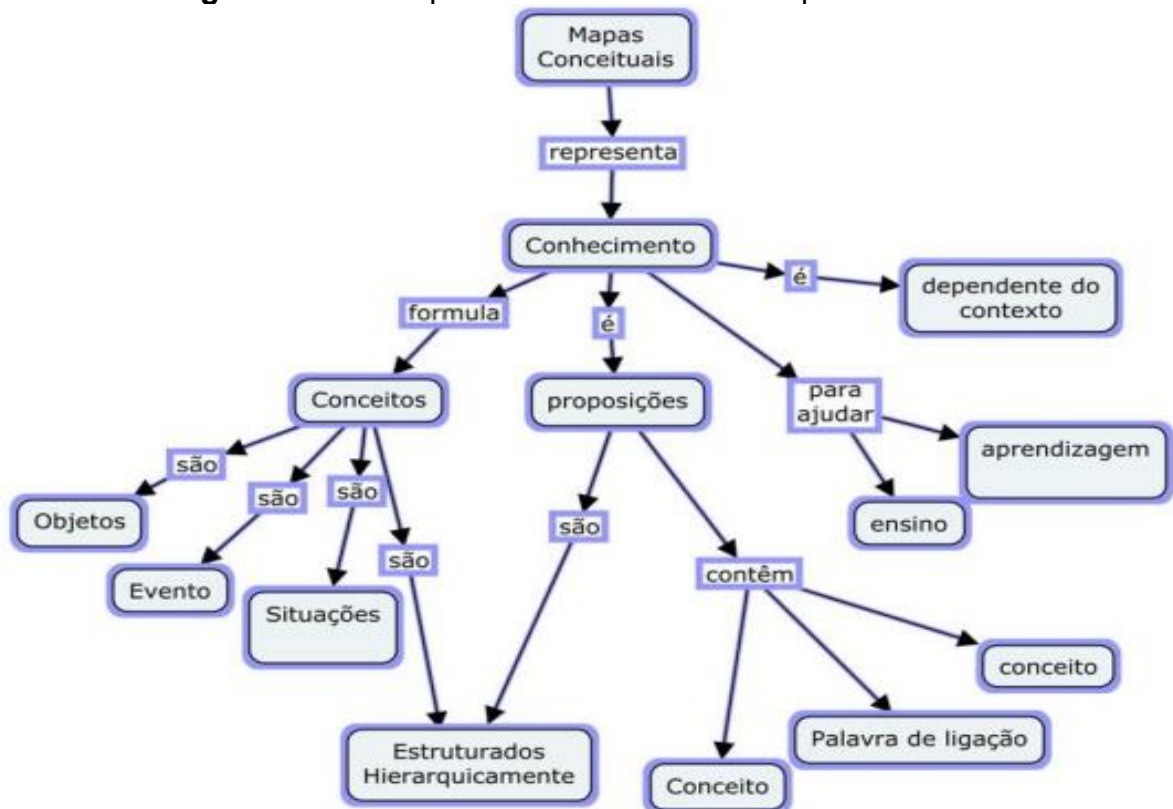 Mapas
Conceituais
representa
Conhecimento
é
dependente do
contexto
formula
é
Conceitos
proposições
para
ajudar
aprendizagem
são
são
são
são
são
Objetos
ensino
contêm
Evento
Situações
conceito
Palavra de ligação
Estruturados
Hierarquicamente
Conceito